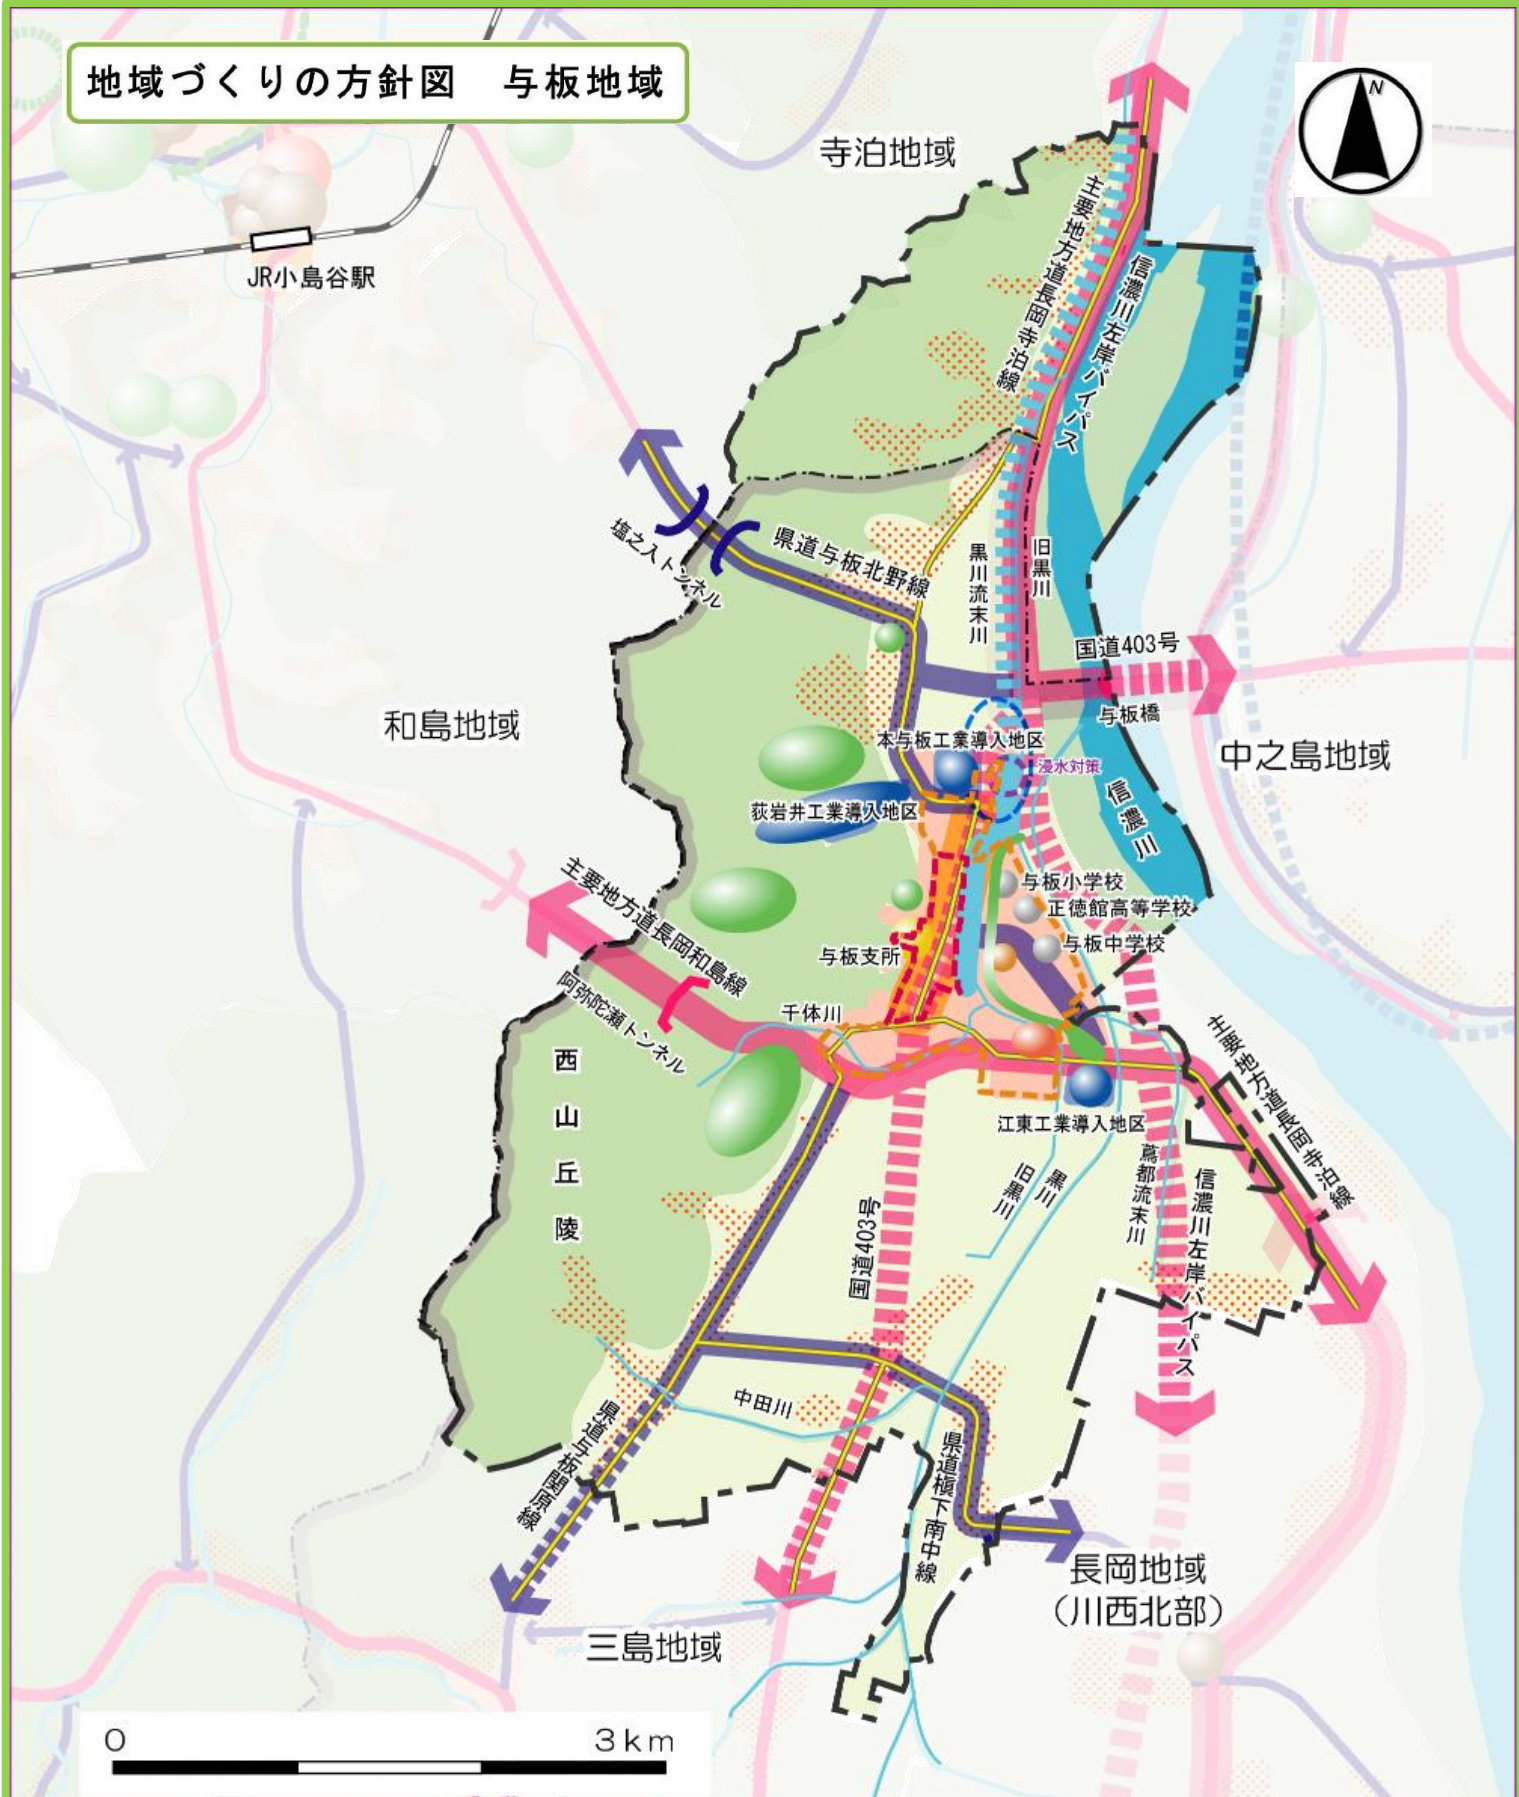 地域づくりの方針図　与板地域
N
寺泊地域
主要地方道長岡寺泊線
信濃川左岸バイパス
JR小島谷駅
塩之入トンネル
県道与板北野線
黒川流末川
旧黒川
国道403号
与板橋
和島地域
中之島地域
本与板工業導入地区
浸水対策
荻岩井工業導入地区
信濃川
主要地方道長岡和島線
与板小学校
正徳館高等学校
与板中学校
与板支所
阿弥陀瀬トンネル
千体川
西山丘陵
主要地方道長岡寺泊線
江東工業導入地区
旧黒川
黒川
蔦都流末川
信濃川左岸バイパス
国道403号
中田川
県道与板関原線
県道槇下南中線
長岡地域
（川西北部）
三島地域
0
3km